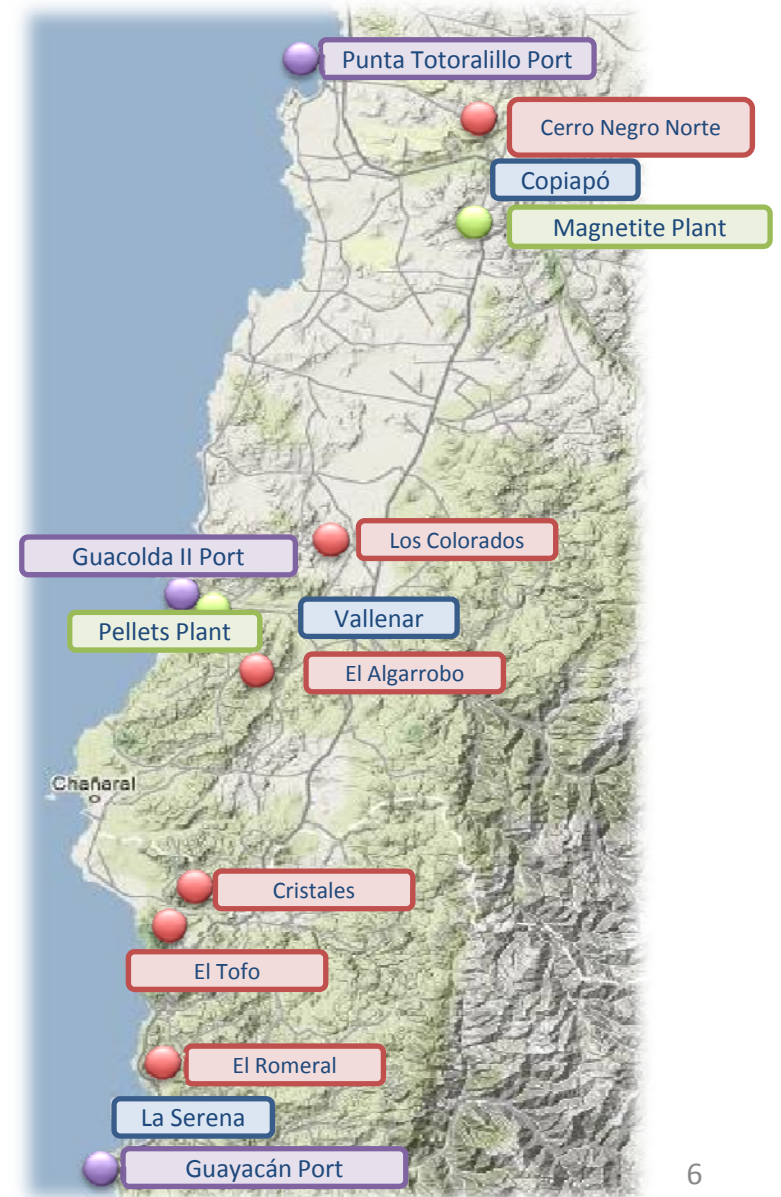 Punta Totoralillo Port
Cerro Negro Norte
Copiapó
Magnetite Plant
Los Colorados
Guacolda II Port
Vallenar
Pellets Plant
El Algarrobo
Chañaral
Cristales
El Tofo
El Romeral
La Serena
Guayacán Port
6